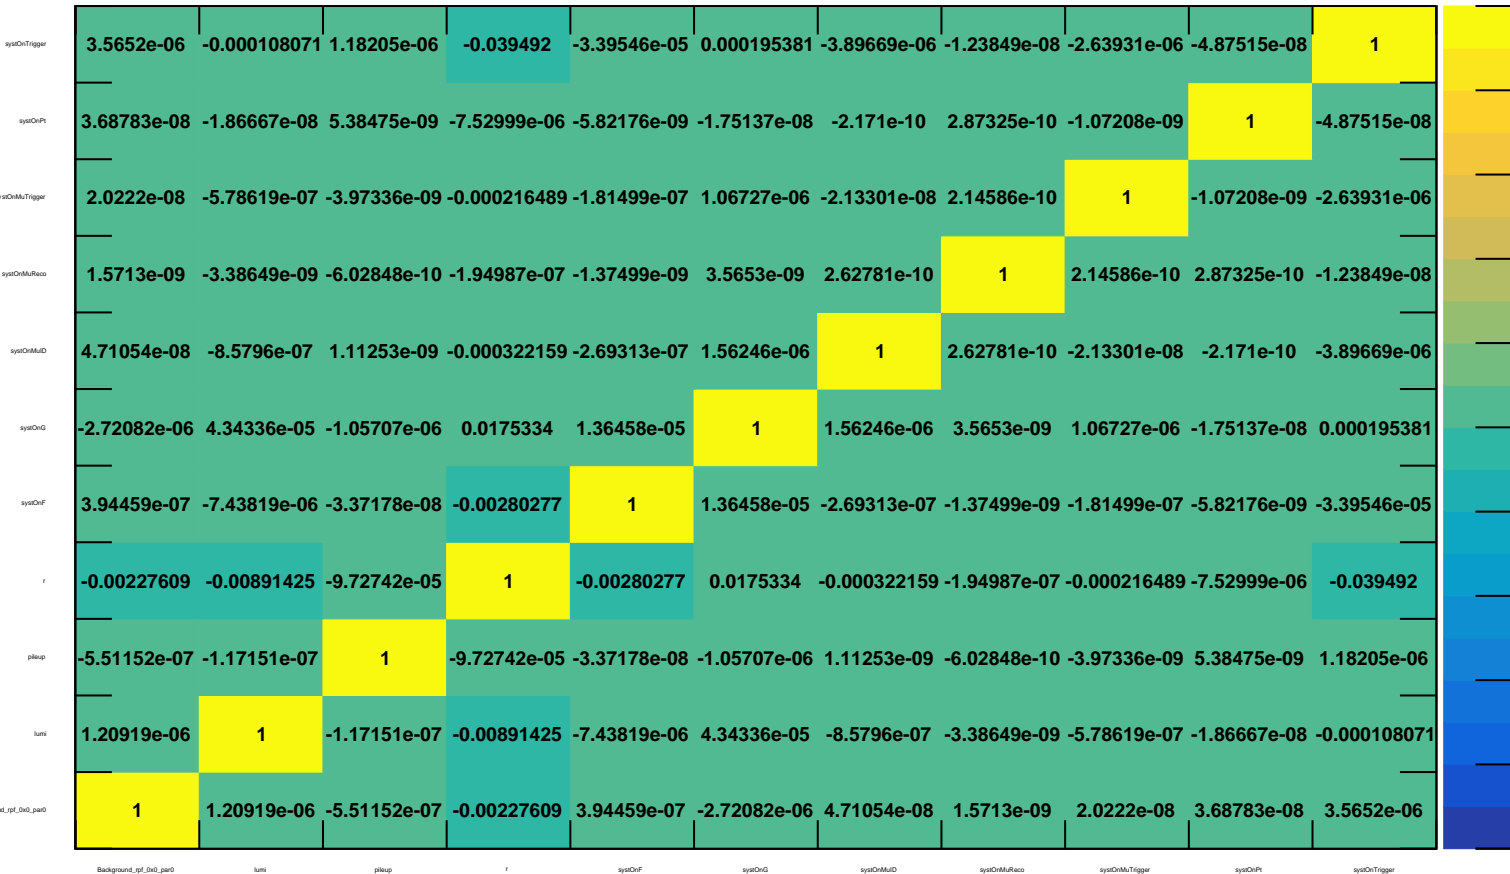 systOnTrigger 3.5652e-06 -0.000108071 1.18205e-06 -0.039492 -3.39546e-05 0.000195381 -3.89669e-06 -1.23849e-08 -2.63931e-06 -4.87515e-08 1
systOnPt 3.68783e-08 -1.86667e-08 5.38475e-09 -7.52999e-06 -5.82176e-09 -1.75137e-08 -2.171e-10 2.87325e-10 -1.07208e-09 1 -4.87515e-08
stOnMuTrigger 2.0222e-08 -5.78619e-07 -3.97336e-09 -0.000216489 -1.81499e-07 1.06727e-06 -2.13301e-08 2.14586e-10 1 -1.07208e-09 -2.63931e-06
systOnMuReco 1.5713e-09 -3.38649e-09 -6.02848e-10 -1.94987e-07 -1.37499e-09 3.5653e-09 2.62781e-10 1 2.14586e-10 2.87325e-10 -1.23849e-08
systOnMuID 4.71054e-08 -8.5796e-07 1.11253e-09 -0.000322159 -2.69313e-07 1.56246e-06 1 2.62781e-10 -2.13301e-08 -2.171e-10 -3.89669e-06
systOnG -2.72082e-06 4.34336e-05 -1.05707e-06 0.0175334 1.36458e-05 1 1.56246e-06 3.5653e-09 1.06727e-06 -1.75137e-08 0.000195381
systOnF 3.94459e-07 -7.43819e-06 -3.37178e-08 -0.00280277 1 1.36458e-05 -2.69313e-07 -1.37499e-09 -1.81499e-07 -5.82176e-09 -3.39546e-05
r -0.00227609 -0.00891425 -9.72742e-05 1 -0.00280277 0.0175334 -0.000322159 -1.94987e-07 -0.000216489 -7.52999e-06 -0.039492
pileup -5.51152e-07 -1.17151e-07 1 -9.72742e-05 -3.37178e-08 -1.05707e-06 1.11253e-09 -6.02848e-10 -3.97336e-09 5.38475e-09 1.18205e-06
lumi 1.20919e-06 1 -1.17151e-07 -0.00891425 -7.43819e-06 4.34336e-05 -8.5796e-07 -3.38649e-09 -5.78619e-07 -1.86667e-08 -0.000108071
d_rpf_0x0_par0 1 1.20919e-06 -5.51152e-07 -0.00227609 3.94459e-07 -2.72082e-06 4.71054e-08 1.5713e-09 2.0222e-08 3.68783e-08 3.5652e-06
Background_rpf_0x0_par0 lumi pileup r systOnF systOnG systOnMuID systOnMuReco systOnMuTrigger systOnPt systOnTrigger